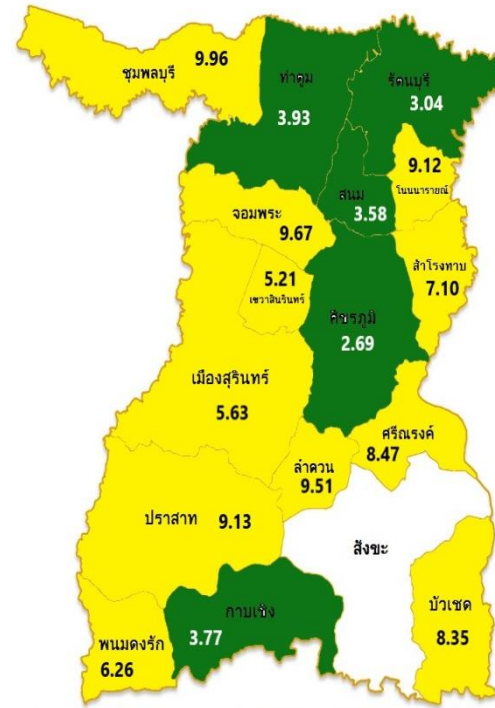 ชุมพลบุรี 9.96
ท่าตูม
3.93
รัตนบุรี
3.04
9.12
โนนนารายณ์
สนม
3.58
จอมพระ
9.67
สำโรงทาบ
7.10
5.21
เขวาสินรินทร์
ศีขรภูมิ
2.69
เมืองสุรินทร์
5.63
ศรีณรงค์
8.47
ลำดวน
9.51
ปราสาท 9.13
สังขะ
กาบเชิง
3.77
บัวเชด
8.35
พนมดงรัก
6.26